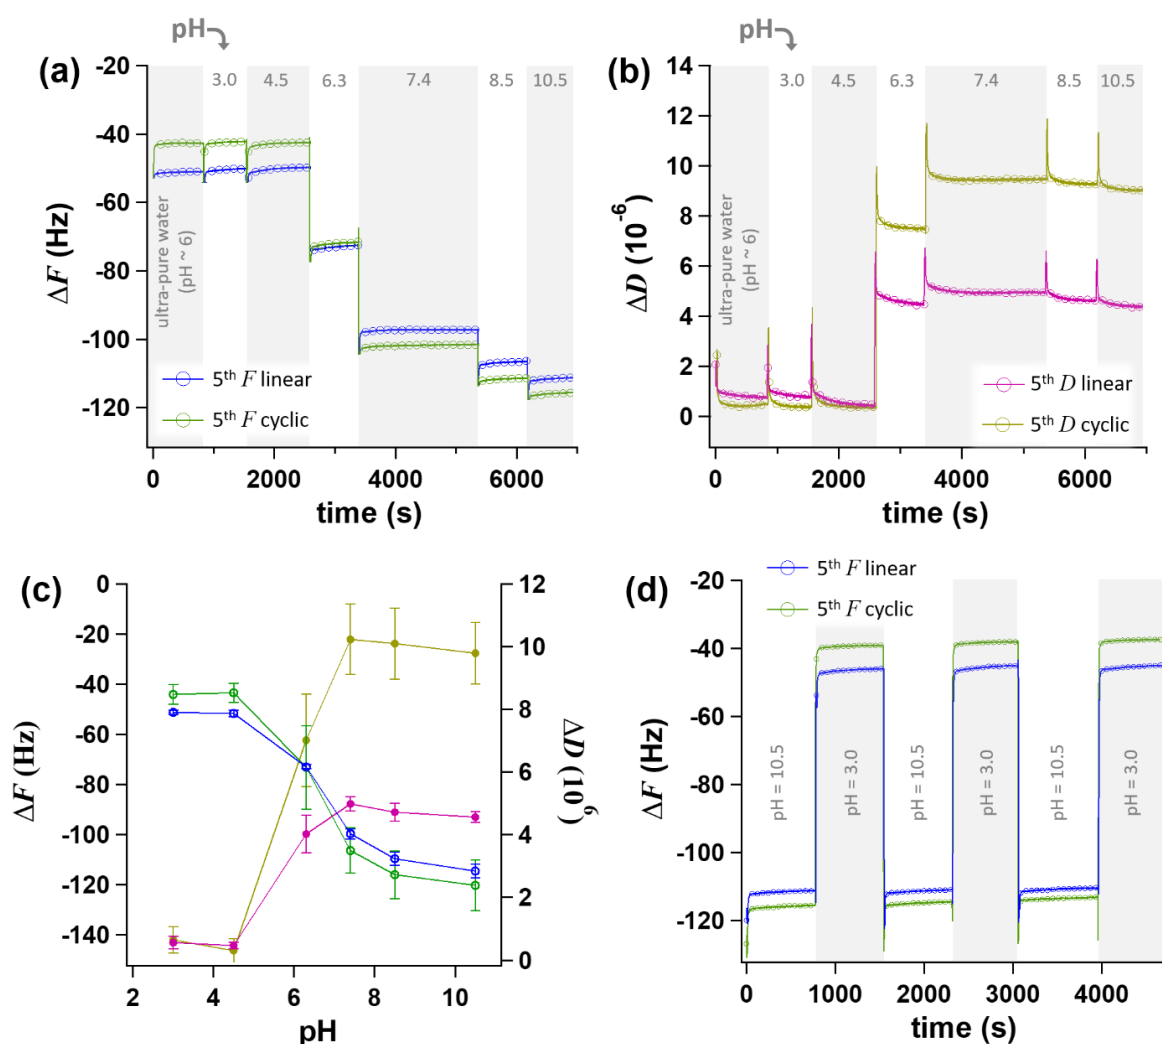 pH
(a)
3.0 4.5 6.3 7.4 8.5 10.5
-20
-40
-60
-80
-100
-120
ΔF (Hz)
ultra-pure water
(pH ~ 6)
5th F linear
5th F cyclic
0 2000 4000 6000
time (s)
pH
(b)
3.0 4.5 6.3 7.4 8.5 10.5
14
12
10
8
6
4
2
0
ΔD (10-6)
ultra-pure water
(pH ~ 6)
5th D linear
5th D cyclic
0 2000 4000 6000
time (s)
(c)
0
-20
-40
-60
-80
-100
-120
-140
ΔF (Hz)
12
10
8
6
4
2
0
ΔD (10-6)
2 4 6 8 10
pH
5th F linear
5th F cyclic
(d)
-20
-40
-60
-80
-100
-120
ΔF (Hz)
pH = 10.5
pH = 3.0
pH = 10.5
pH = 3.0
pH = 10.5
pH = 3.0
0 1000 2000 3000 4000
time (s)